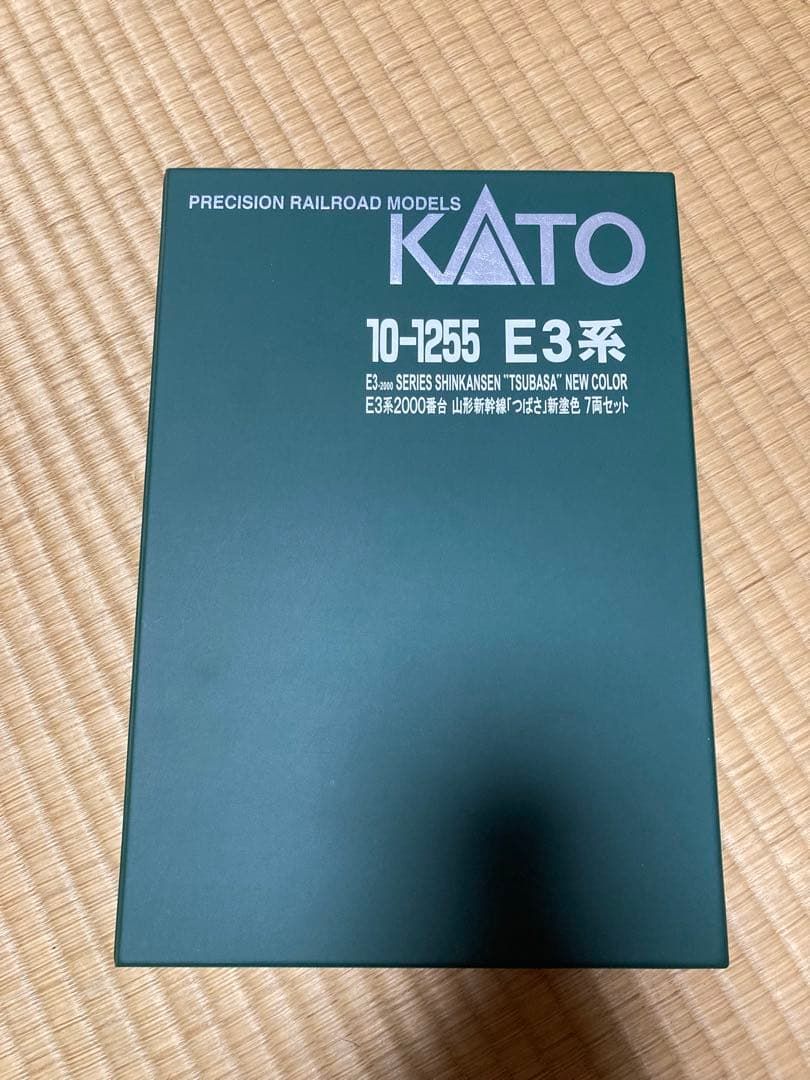 PRECISION RAILROAD MODELS
KATO
10-1255 E3系
E3-2000 SERIES SHINKANSEN "TSUBASA" NEW COLOR
E3系2000番台 山形新幹線「つばさ」新塗色 7両セット